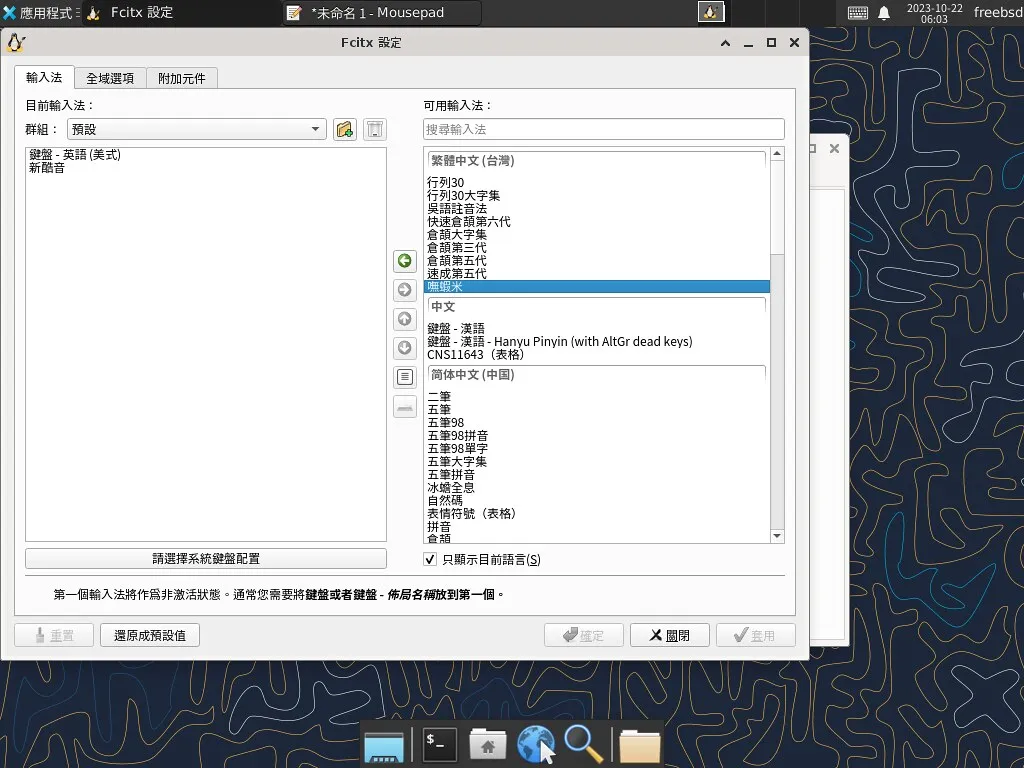 應用程式
Fcitx 設定
*未命名 1 - Mousepad
2023-10-22
06:03
freebsd
Fcitx 設定
輸入法
全域選項
附加元件
目前輸入法：
可用輸入法：
群組：
預設
搜尋輸入法
鍵盤 - 英語 (美式)
新酷音
繁體中文 (台灣)
行列30
行列30大字集
吳語註音法
快速倉頡第六代
倉頡大字集
倉頡第三代
倉頡第五代
速成第五代
嘸蝦米
中文
鍵盤 - 漢語
鍵盤 - 漢語 - Hanyu Pinyin (with AltGr dead keys)
CNS11643（表格）
简体中文 (中国)
二筆
五筆
五筆98
五筆98拼音
五筆98單字
五筆大字集
五筆拼音
冰蟾全息
自然碼
表情符號（表格）
拼音
倉頡
請選擇系統鍵盤配置
只顯示目前語言(S)
第一個輸入法將作爲非激活狀態。通常您需要將鍵盤或者鍵盤 - 佈局名稱放到第一個。
重置
還原成預設值
確定
關閉
套用
$_